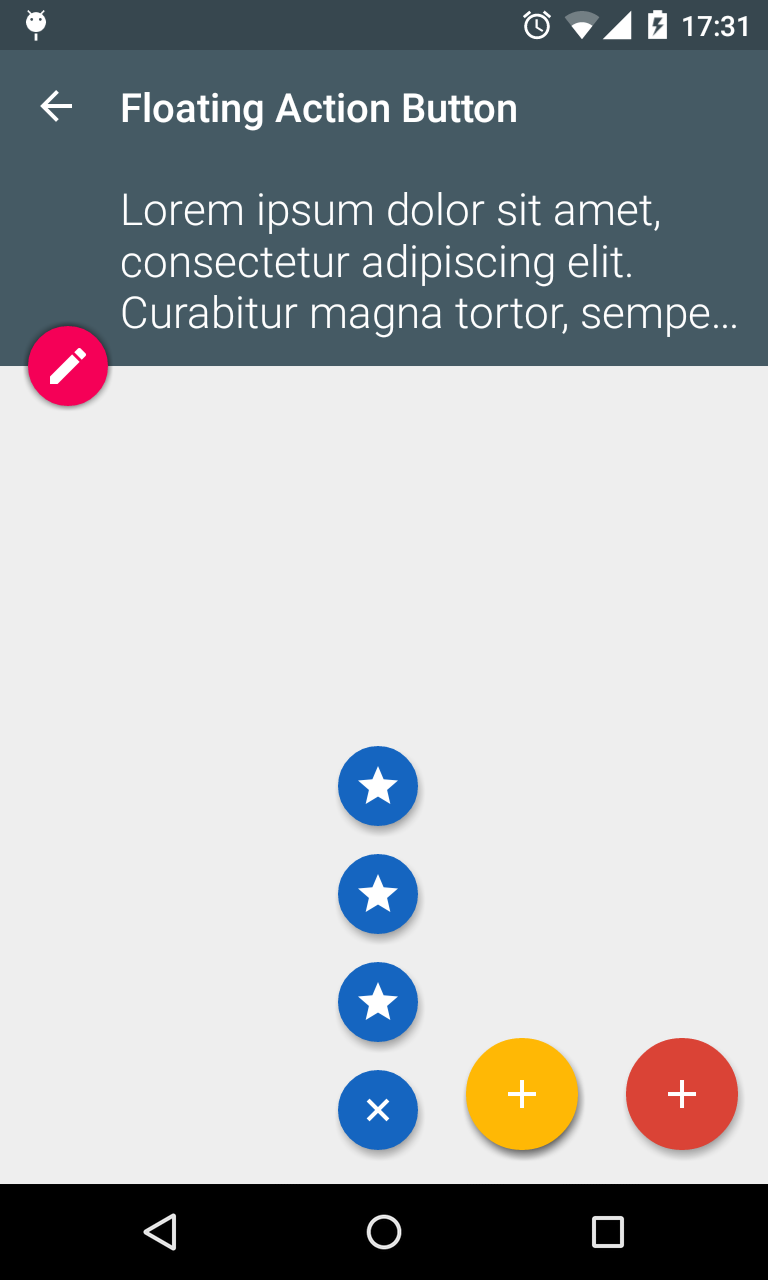 17:31
Floating Action Button
Lorem ipsum dolor sit amet,
consectetur adipiscing elit.
Curabitur magna tortor, sempe...